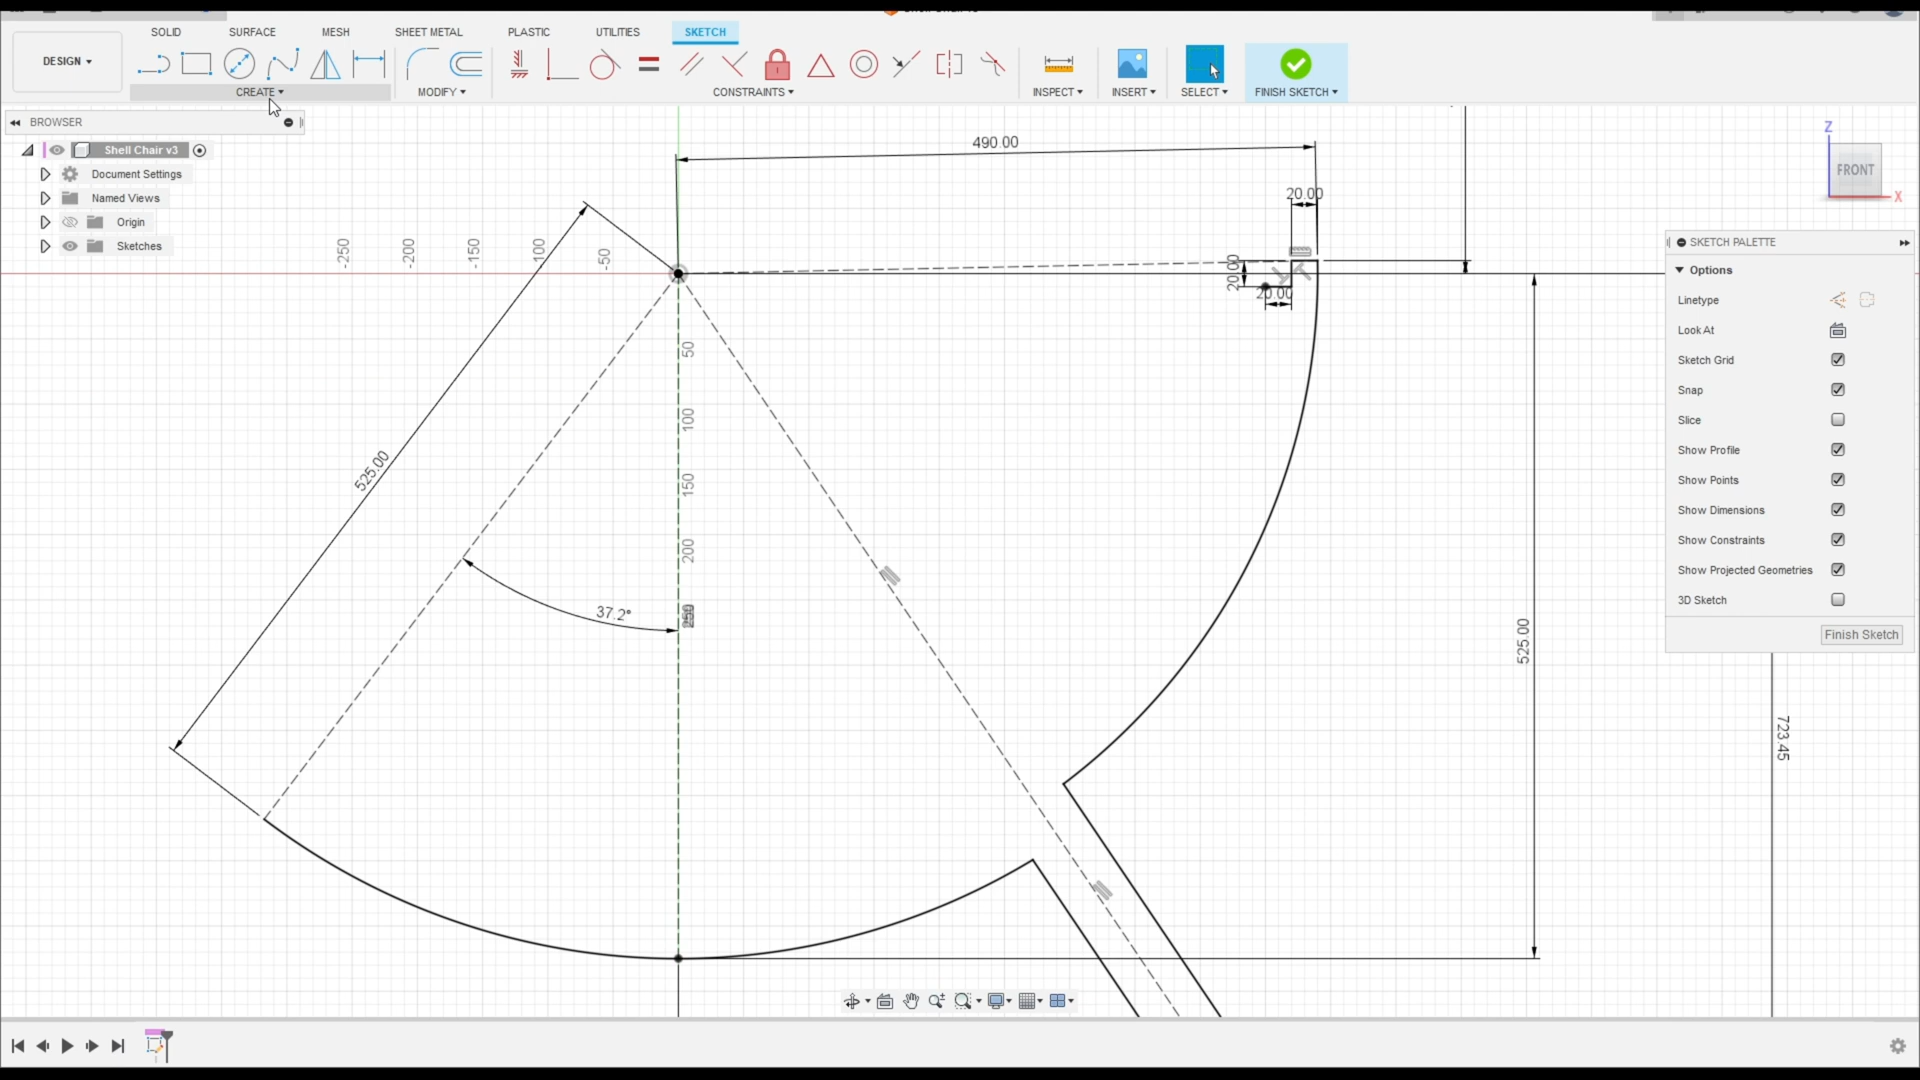 SOLID
SURFACE
MESH
SHEET METAL
PLASTIC
UTILITIES
SKETCH
DESIGN
CREATE
MODIFY
CONSTRAINTS
INSPECT
INSERT
SELECT
FINISH SKETCH
BROWSER
Shell Chair v3
Document Settings
Named Views
Origin
Sketches
Z
FRONT
X
SKETCH PALETTE
Options
Linetype
Look At
Sketch Grid
Snap
Slice
Show Profile
Show Points
Show Dimensions
Show Constraints
Show Projected Geometries
3D Sketch
Finish Sketch
490.00
20.00
20.00
20.00
-250
-200
-150
-50
50
100
150
200
250
525.00
37.2°
525.00
723.45